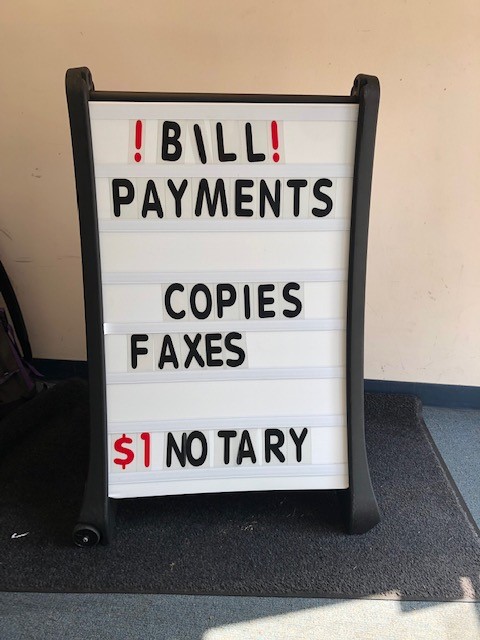 !BILL!
PAYMENTS
COPIES
FAXES
$1 NOTARY